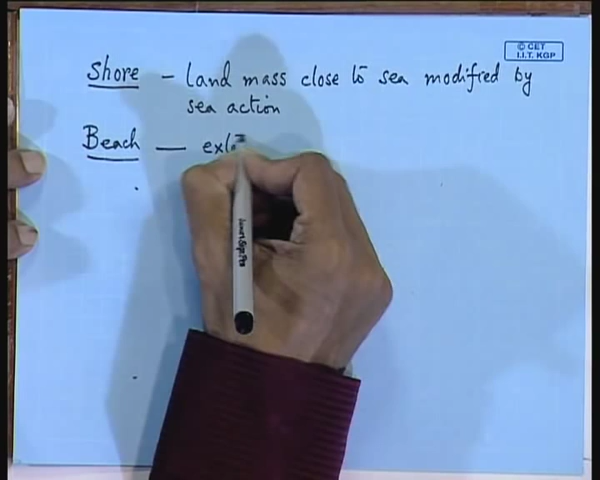 © CET
I.I.T. KGP
Shore - Land mass close to sea modified by
sea action
Beach —